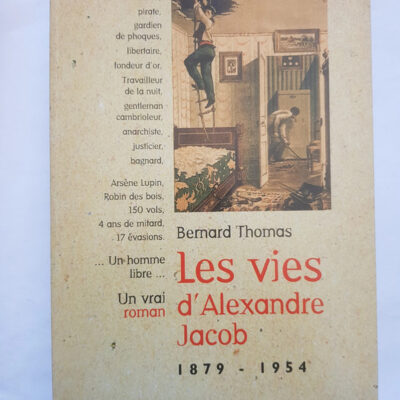 pirate,
gardien
de phoques,
libertaire,
fondeur d'or,
Travailleur
de la nuit,
gentleman
cambrioleur,
anarchiste,
justicier,
bagnard,
Arsène Lupin,
Robin des bois,
150 vols,
4 ans de mitard,
17 évasions.
... Un homme
libre ...
Un vrai
roman
Bernard Thomas
Les vies
d'Alexandre
Jacob
1879 - 1954